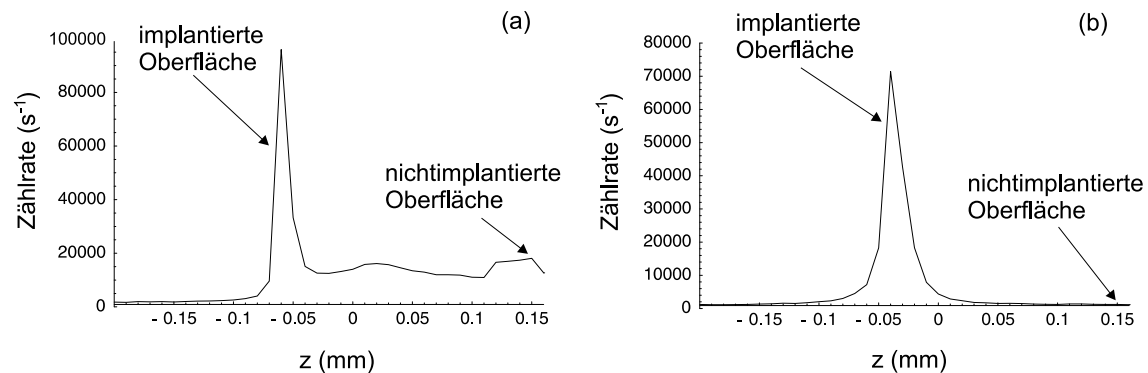 (a)
implantierte
Oberfläche
nichtimplantierte
Oberfläche
Zählrate (s-1)
100000
80000
60000
40000
20000
0
- 0.15
- 0.1
- 0.05
0
0.05
0.1
0.15
z (mm)
(b)
implantierte
Oberfläche
nichtimplantierte
Oberfläche
Zählrate (s-1)
80000
70000
60000
50000
40000
30000
20000
10000
0
- 0.15
- 0.1
- 0.05
0
0.05
0.1
0.15
z (mm)